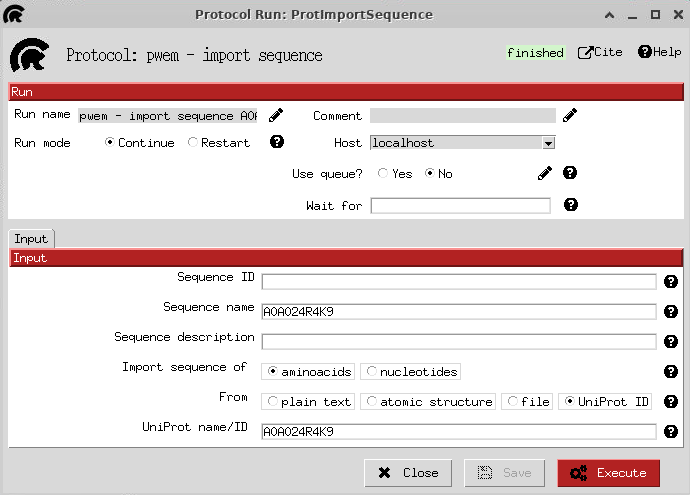 Protocol Run: ProtImportSequence
Protocol: pwem - import sequence
finished Cite Help
Run
Run name pwem - import sequence A0A Comment
Run mode Continue Restart Host localhost
Use queue? Yes No
Wait for
Input
Input
Sequence ID
Sequence name A0A024R4K9
Sequence description
Import sequence of aminoacids nucleotides
From plain text atomic structure file UniProt ID
UniProt name/ID A0A024R4K9
Close Save Execute